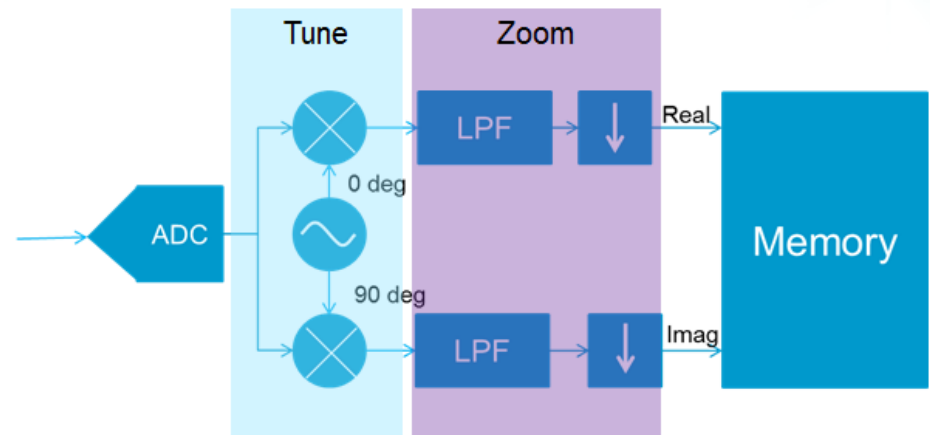 Tune
Zoom
LPF
Real
0 deg
ADC
Memory
90 deg
LPF
Imag